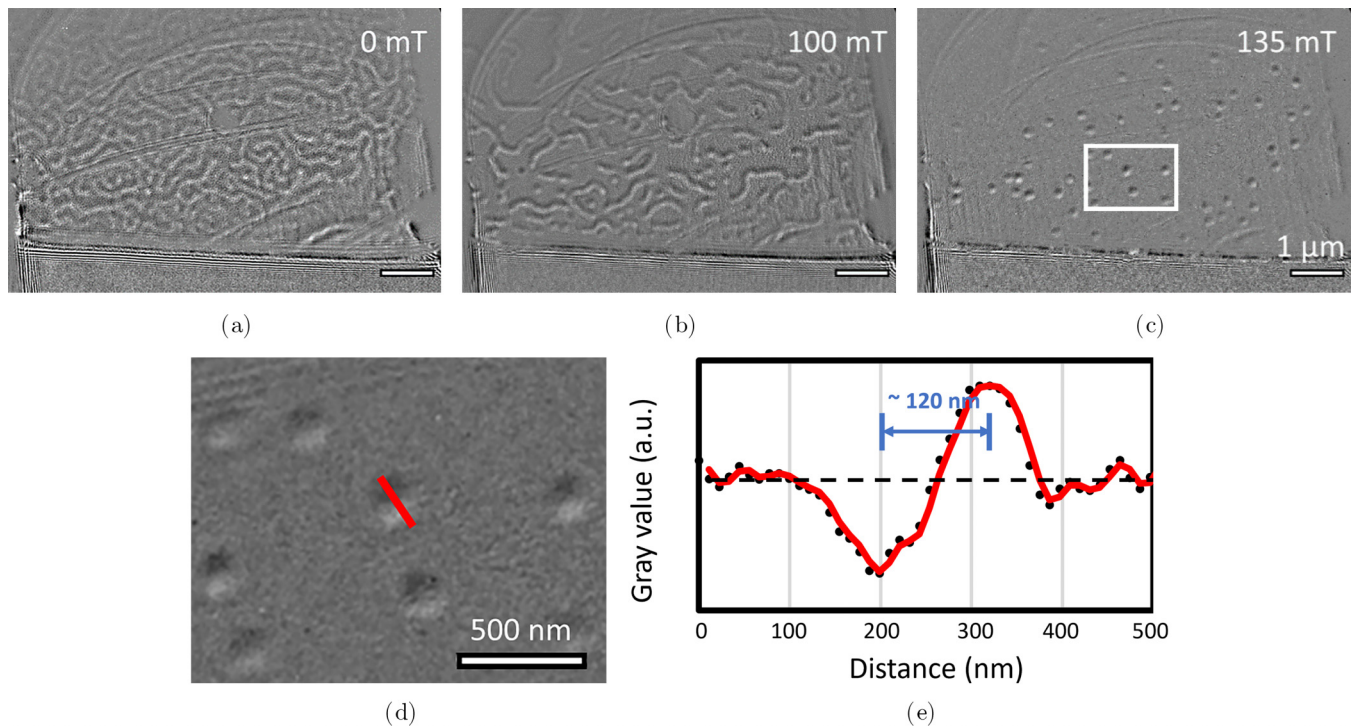 0 mT
100 mT
135 mT
1 μm
(a)
(b)
(c)
500 nm
(d)
~ 120 nm
Gray value (a.u.)
0 100 200 300 400 500
Distance (nm)
(e)